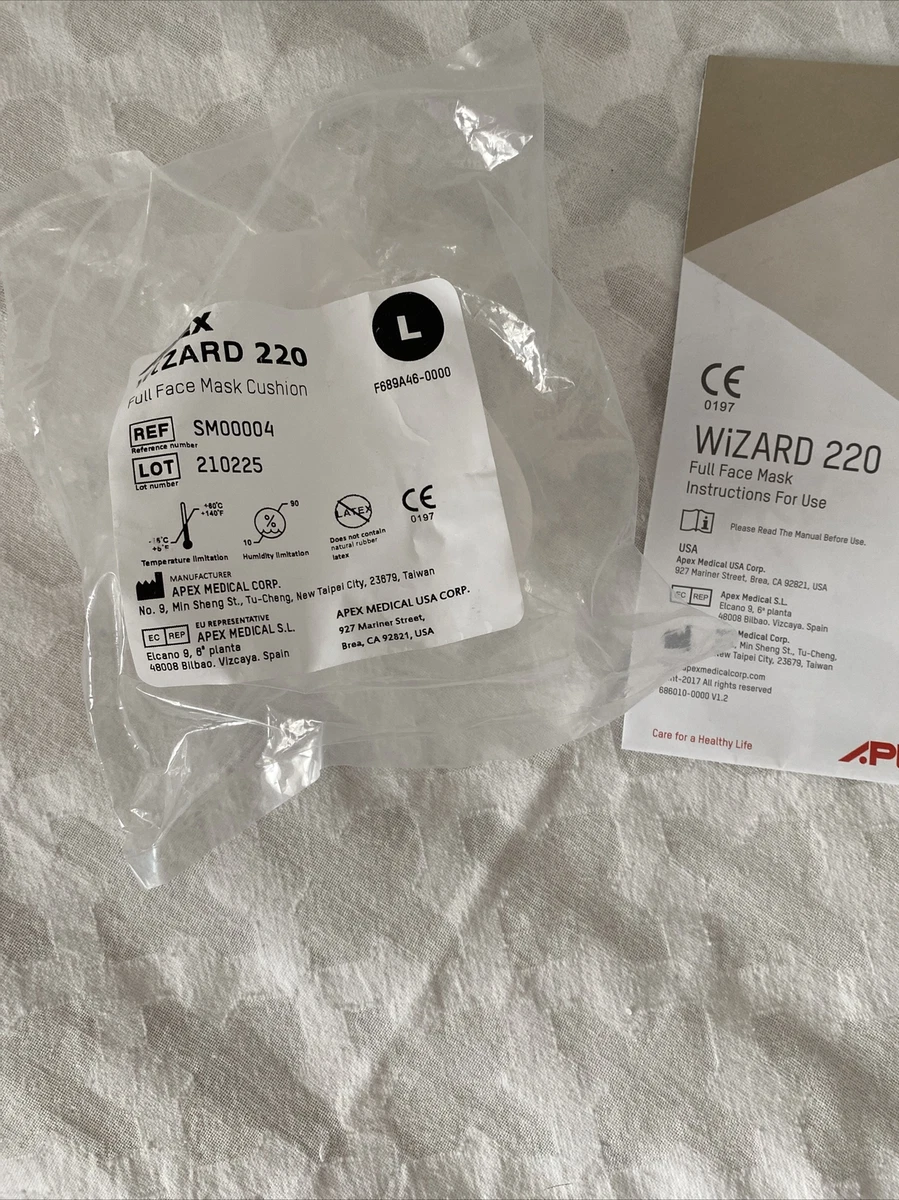 L
WIZARD 220
Full Face Mask Cushion
F689A46-0000
REF SM00004
Reference number
LOT 210225
Lot number
+60°C
+140°F
+5°F
Temperature limitation
90
%
10
Humidity limitation
LATEX
Does not contain
natural rubber
latex
CE
0197
MANUFACTURER
APEX MEDICAL CORP.
No. 9, Min Sheng St., Tu-Cheng, New Taipei City, 23679, Taiwan
EC REP
EU REPRESENTATIVE
APEX MEDICAL S.L.
Elcano 9, 6ª planta
48008 Bilbao. Vizcaya. Spain
APEX MEDICAL USA CORP.
927 Mariner Street,
Brea, CA 92821, USA
CE
0197
WiZARD 220
Full Face Mask
Instructions For Use
i
Please Read The Manual Before Use.
USA
Apex Medical USA Corp.
927 Mariner Street, Brea, CA 92821, USA
EC REP
Apex Medical S.L.
Elcano 9, 6ª planta
48008 Bilbao. Vizcaya. Spain
Medical Corp.
, Min Sheng St., Tu-Cheng,
Taipei City, 23679, Taiwan
apexmedicalcorp.com
-2017 All rights reserved
686010-0000 V1.2
Care for a Healthy Life